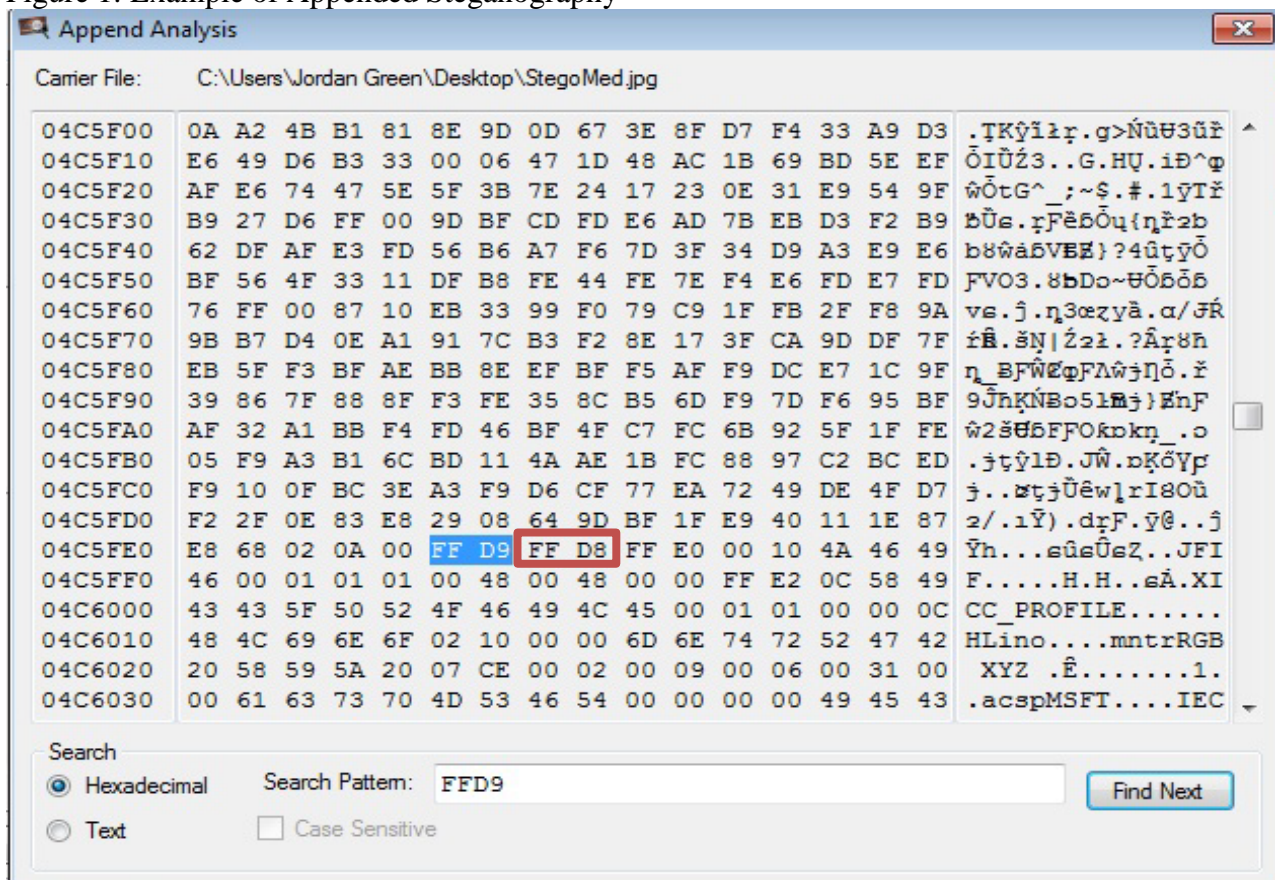 Figure 1: Example of Appended Steganography
Append Analysis
Carrier File: C:\Users\Jordan Green\Desktop\StegoMed.jpg
04C5F00 0A A2 4B B1 81 8E 9D 0D 67 3E 8F D7 F4 33 A9 D3
04C5F10 E6 49 D6 B3 33 00 06 47 1D 48 AC 1B 69 BD 5E EF
04C5F20 AF E6 74 47 5E 5F 3B 7E 24 17 23 0E 31 E9 54 9F
04C5F30 B9 27 D6 FF 00 9D BF CD FD E6 AD 7B EB D3 F2 B9
04C5F40 62 DF AF E3 FD 56 B6 A7 F6 7D 3F 34 D9 A3 E9 E6
04C5F50 BF 56 4F 33 11 DF B8 FE 44 FE 7E F4 E6 FD E7 FD
04C5F60 76 FF 00 87 10 EB 33 99 F0 79 C9 1F FB 2F F8 9A
04C5F70 9B B7 D4 0E A1 91 7C B3 F2 8E 17 3F CA 9D DF 7F
04C5F80 EB 5F F3 BF AE BB 8E EF BF F5 AF F9 DC E7 1C 9F
04C5F90 39 86 7F 88 8F F3 FE 35 8C B5 6D F9 7D F6 95 BF
04C5FA0 AF 32 A1 BB F4 FD 46 BF 4F C7 FC 6B 92 5F 1F FE
04C5FB0 05 F9 A3 B1 6C BD 11 4A AE 1B FC 88 97 C2 BC ED
04C5FC0 F9 10 0F BC 3E A3 F9 D6 CF 77 EA 72 49 DE 4F D7
04C5FD0 F2 2F 0E 83 E8 29 08 64 9D BF 1F E9 40 11 1E 87
04C5FE0 E8 68 02 0A 00 FF D9 FF D8 FF E0 00 10 4A 46 49
04C5FF0 46 00 01 01 01 00 48 00 48 00 00 FF E2 0C 58 49
04C6000 43 43 5F 50 52 4F 46 49 4C 45 00 01 01 00 00 0C CC_PROFILE......
04C6010 48 4C 69 6E 6F 02 10 00 00 6D 6E 74 72 52 47 42 HLino....mntrRGB
04C6020 20 58 59 5A 20 07 CE 00 02 00 09 00 06 00 31 00 XYZ .Ê.......1.
04C6030 00 61 63 73 70 4D 53 46 54 00 00 00 00 49 45 43 .acspMSFT....IEC
Search
Hexadecimal Search Pattern: FFD9 Find Next
Text Case Sensitive